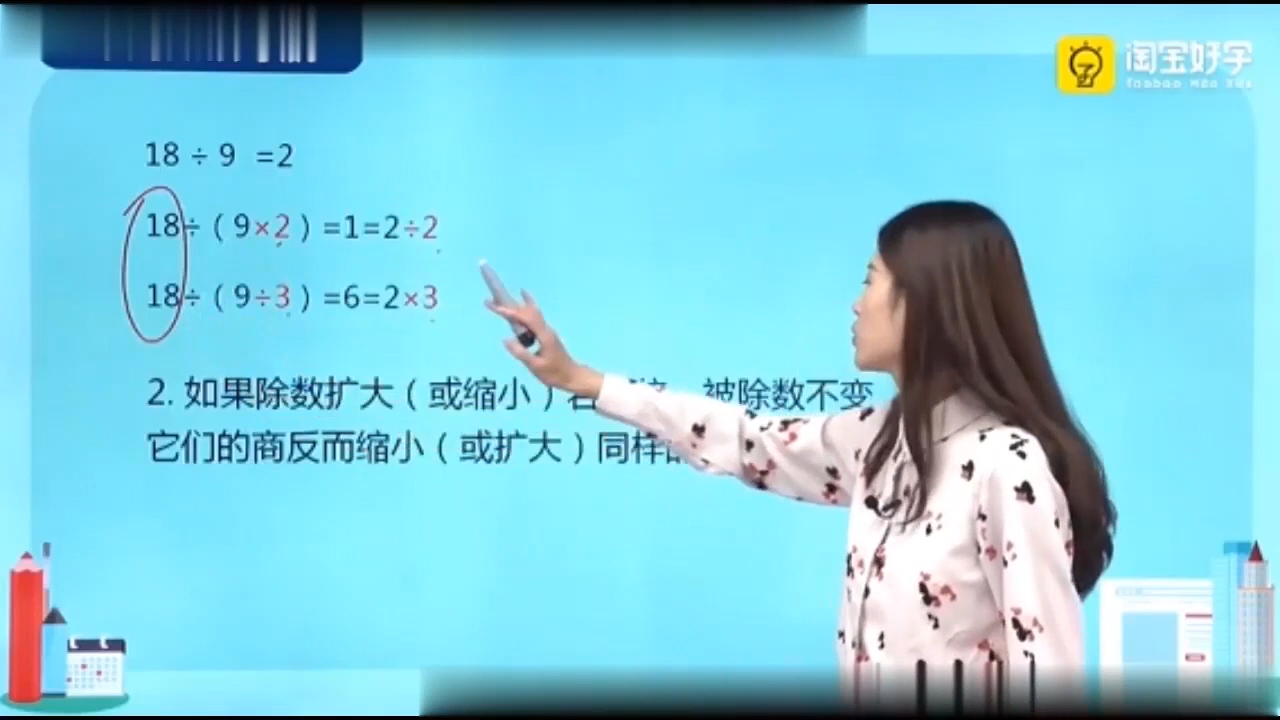 淘宝好字
18 ÷ 9 =2
18÷（9×2）=1=2÷2
18÷（9÷3）=6=2×3
2. 如果除数扩大（或缩小）若 被除数不变
它们的商反而缩小（或扩大）同样